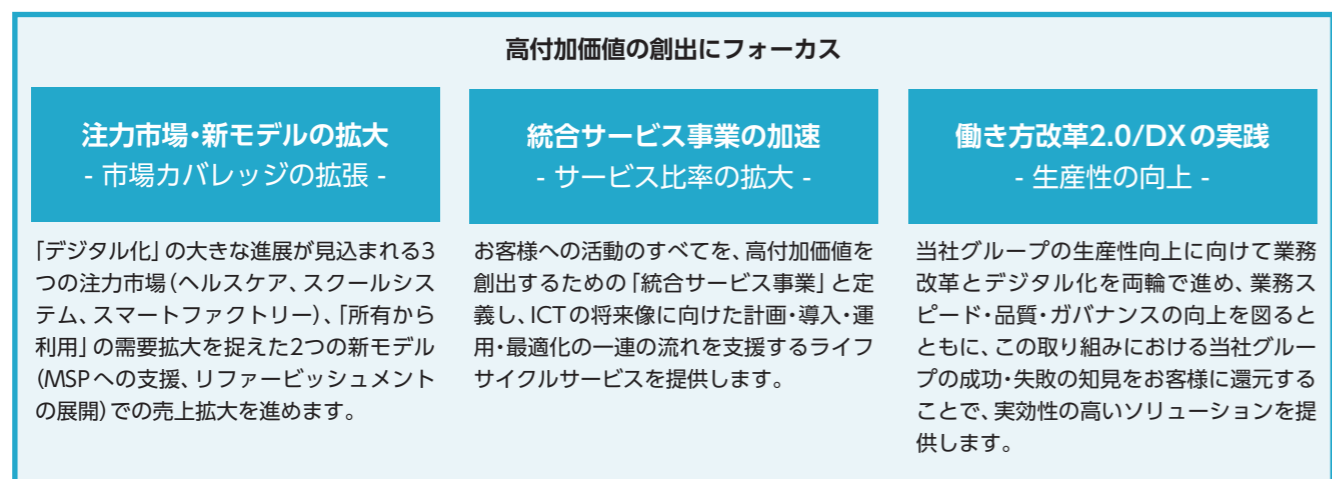 高付加価値の創出にフォーカス
注力市場・新モデルの拡大
- 市場カバレッジの拡張 -
「デジタル化」の大きな進展が見込まれる3
つの注力市場(ヘルスケア、スクールシス
テム、スマートファクトリー)、「所有から
利用」の需要拡大を捉えた2つの新モデル
(MSPへの支援、リファービッシュメント
の展開)での売上拡大を進めます。
統合サービス事業の加速
- サービス比率の拡大 -
お客様への活動のすべてを、高付加価値を
創出するための「統合サービス事業」と定
義し、ICTの将来像に向けた計画・導入・運
用・最適化の一連の流れを支援するライフ
サイクルサービスを提供します。
働き方改革2.0/DXの実践
- 生産性の向上 -
当社グループの生産性向上に向けて業務
改革とデジタル化を両輪で進め、業務ス
ピード・品質・ガバナンスの向上を図ると
ともに、この取り組みにおける当社グルー
プの成功・失敗の知見をお客様に還元する
ことで、実効性の高いソリューションを提
供します。